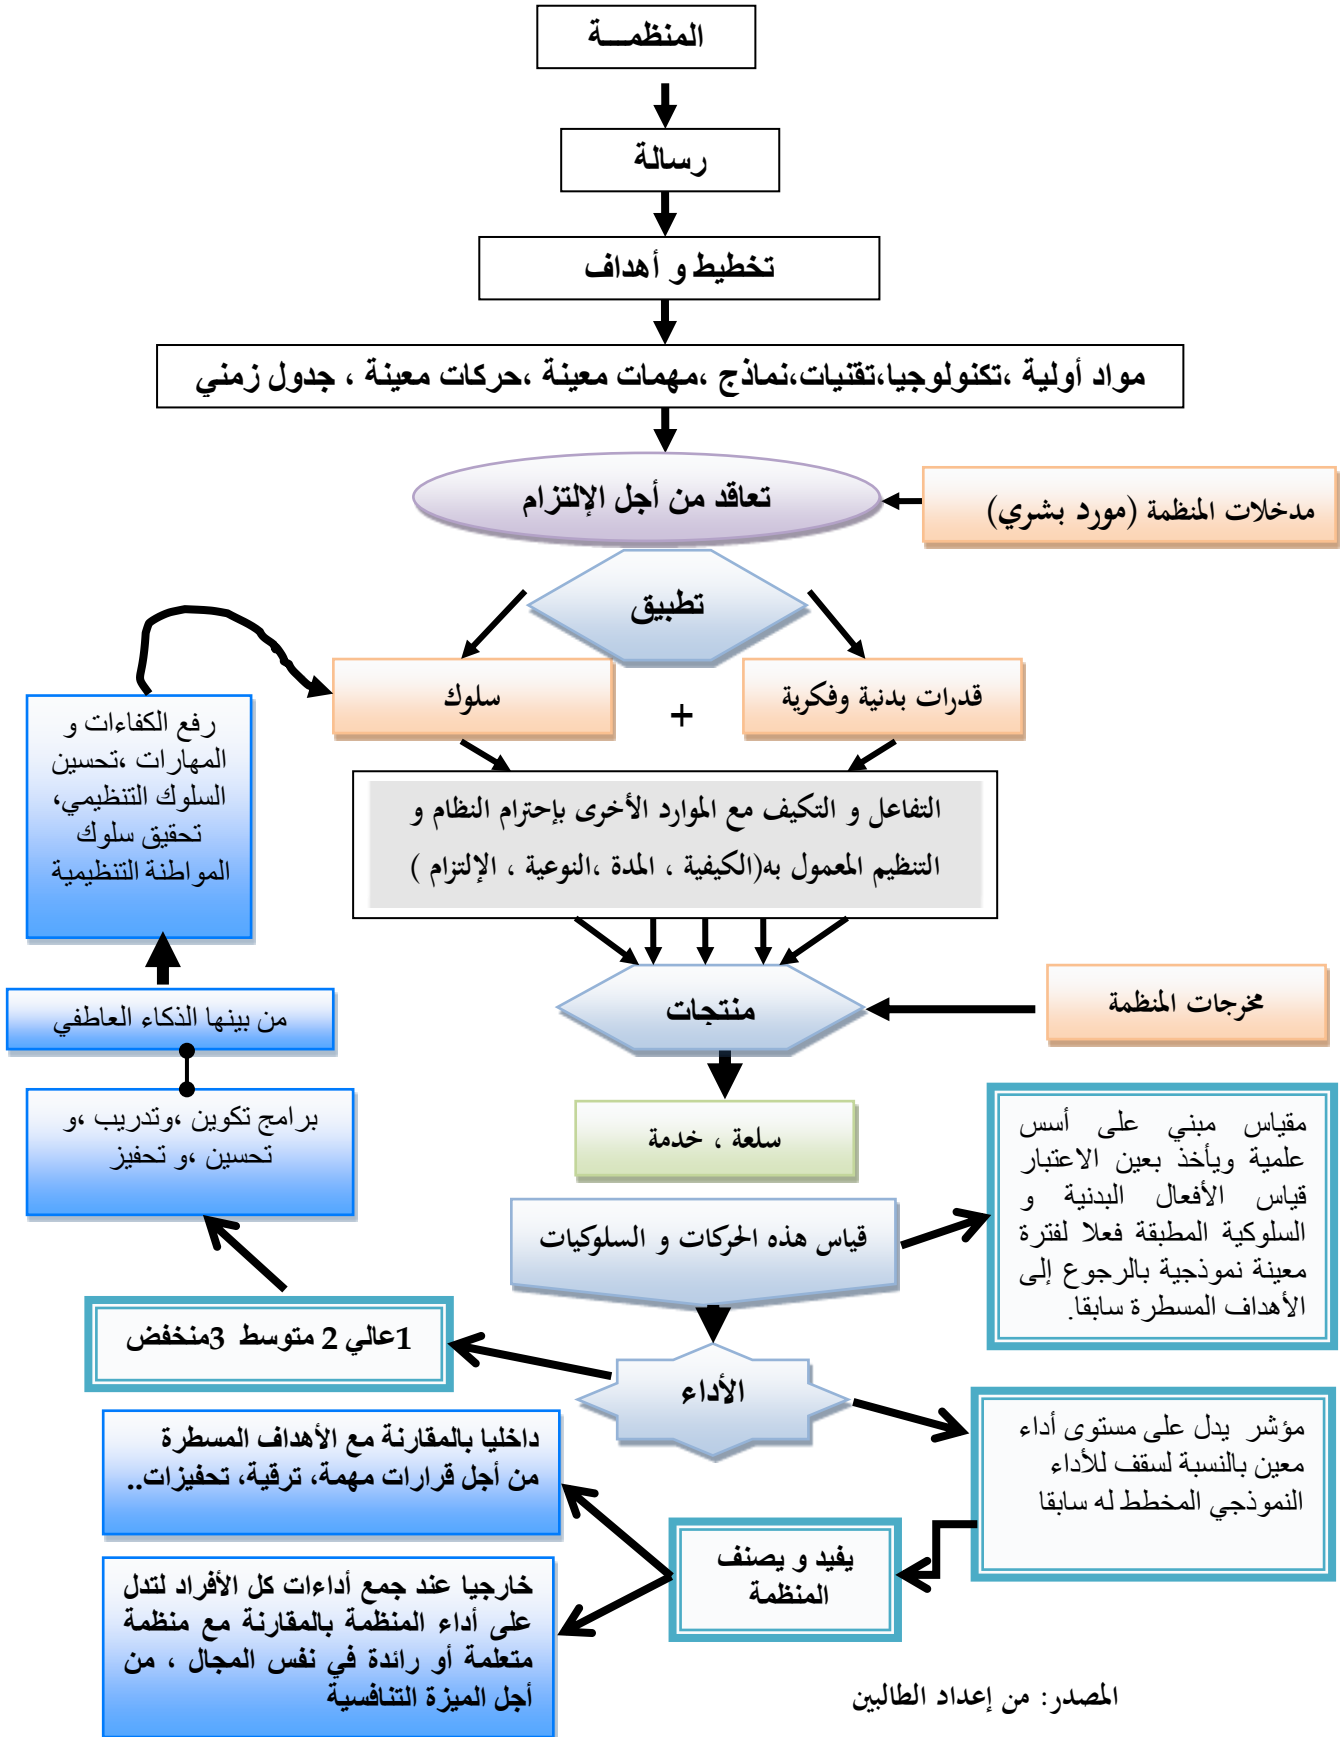 المنظمــة
رسالة
تخطيط و أهداف
مواد أولية ،تكنولوجيا،تقنيات،نماذج ،مهمات معينة ،حركات معينة ، جدول زمني
تعاقد من أجل الإلتزام
مدخلات المنظمة (مورد بشري)
تطبيق
قدرات بدنية وفكرية
+
سلوك
رفع الكفاءات و
المهارات ،تحسين
السلوك التنظيمي،
تحقيق سلوك
المواطنة التنظيمية
التفاعل و التكيف مع الموارد الأخرى بإحترام النظام و
التنظيم المعمول به(الكيفية ، المدة ،النوعية ، الإلتزام )
منتجات
مخرجات المنظمة
من بينها الذكاء العاطفي
برامج تكوين ،وتدريب ،و
تحسين ،و تحفيز
سلعة ، خدمة
مقياس مبني على أسس
علمية ويأخذ بعين الاعتبار
قياس الأفعال البدنية و
السلوكية المطبقة فعلا لفترة
معينة نموذجية بالرجوع إلى
الأهداف المسطرة سابقا.
قياس هذه الحركات و السلوكيات
1عالي 2 متوسط 3منخفض
الأداء
مؤشر يدل على مستوى أداء
معين بالنسبة لسقف للأداء
النموذجي المخطط له سابقا
داخليا بالمقارنة مع الأهداف المسطرة
من أجل قرارات مهمة، ترقية، تحفيزات..
يفيد و يصنف
المنظمة
خارجيا عند جمع أداءات كل الأفراد لتدل
على أداء المنظمة بالمقارنة مع منظمة
متعلمة أو رائدة في نفس المجال ، من
أجل الميزة التنافسية
المصدر: من إعداد الطالبين